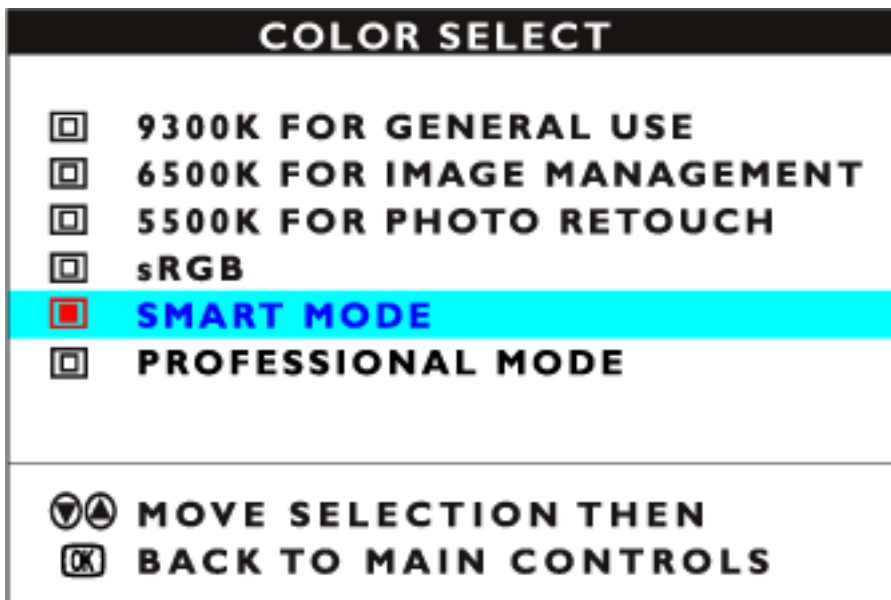 COLOR SELECT
9300K FOR GENERAL USE
6500K FOR IMAGE MANAGEMENT
5500K FOR PHOTO RETOUCH
sRGB
SMART MODE
PROFESSIONAL MODE
MOVE SELECTION THEN
OK BACK TO MAIN CONTROLS